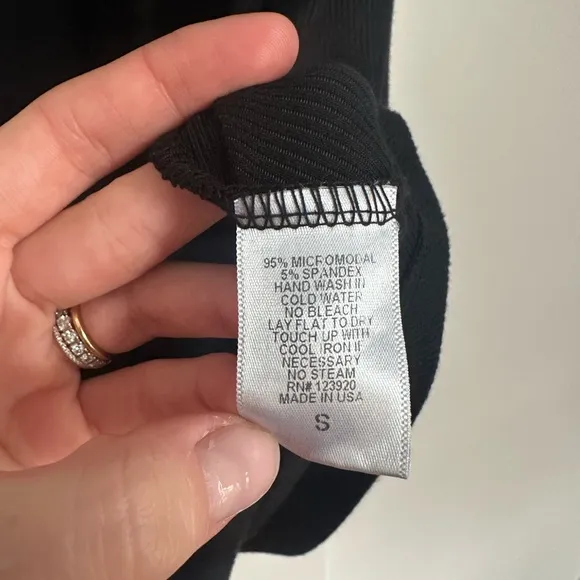 95% MICROMODAL
5% SPANDEX
HAND WASH IN
COLD WATER
NO BLEACH
LAY FLAT TO DRY
TOUCH UP WITH
COOL IRON IF
NECESSARY
NO STEAM
RN# 123920
MADE IN USA
S